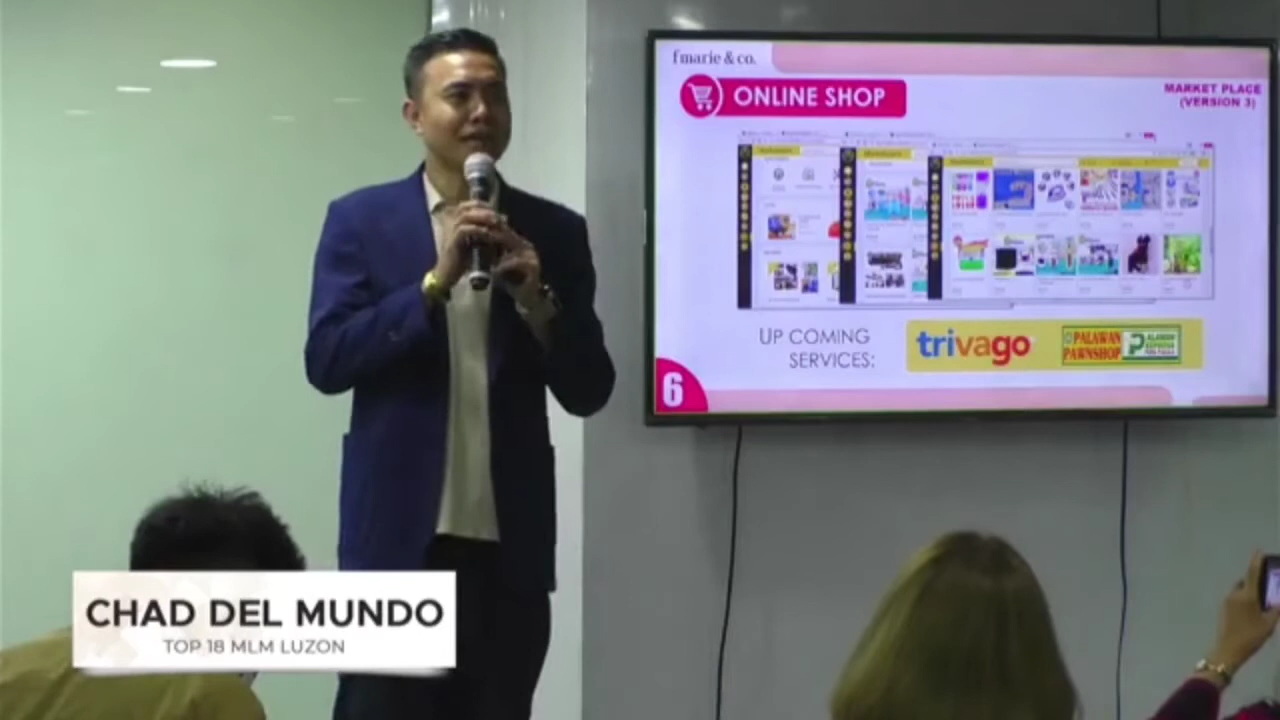 fmarie & co.
ONLINE SHOP
MARKET PLACE
(VERSION 3)
UP COMING
SERVICES:
trivago
PALAWAN
PAWNSHOP
6
CHAD DEL MUNDO
TOP 18 MLM LUZON